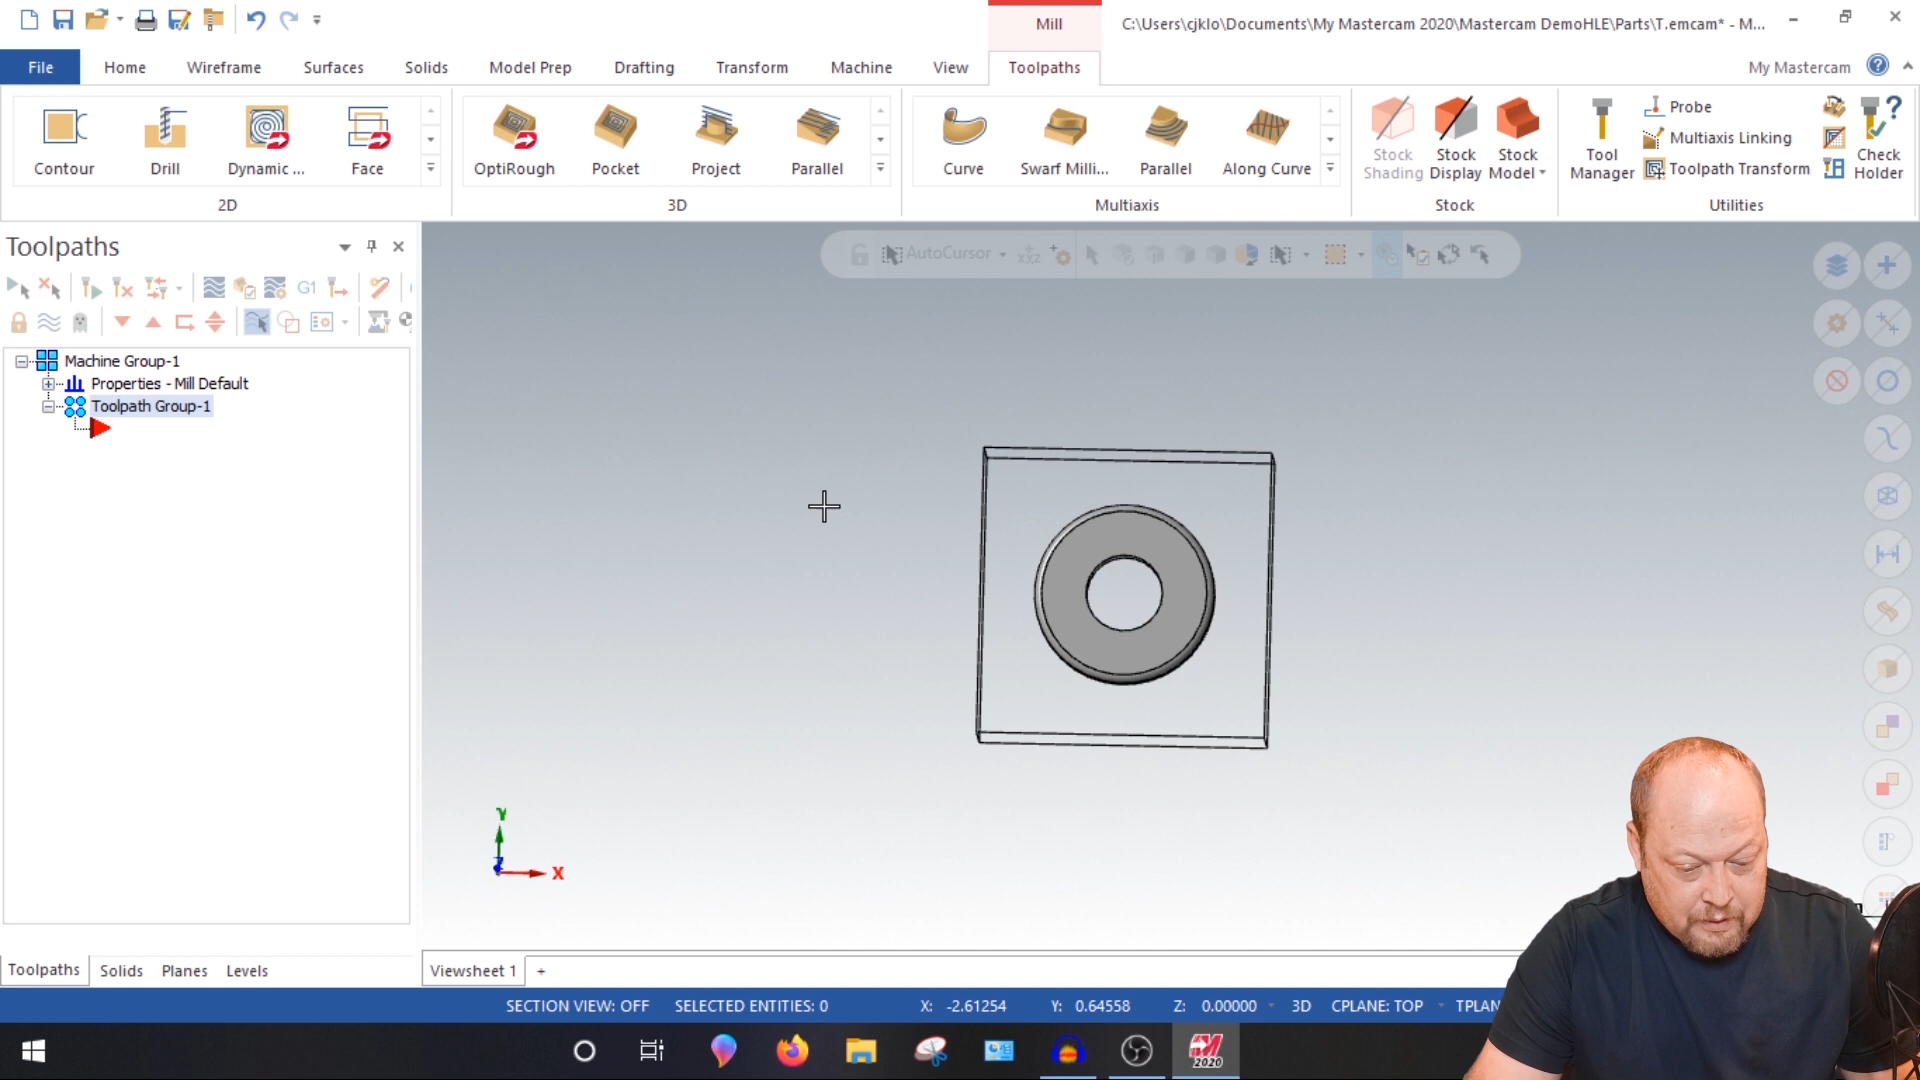 Mill
C:\Users\cjklo\Documents\My Mastercam 2020\Mastercam DemoHLE\Parts\T.emcam* - M...
File Home Wireframe Surfaces Solids Model Prep Drafting Transform Machine View Toolpaths My Mastercam
Contour Drill Dynamic ... Face
2D
OptiRough Pocket Project Parallel
3D
Curve Swarf Milli... Parallel Along Curve
Multiaxis
Stock Shading
Stock Display
Stock Model
Stock
Tool Manager
Probe
Multiaxis Linking
Toolpath Transform
Check Holder
Utilities
Toolpaths
AutoCursor
xyz
G1
Machine Group-1
Properties - Mill Default
Toolpath Group-1
Y
Z
X
Toolpaths Solids Planes Levels
Viewsheet 1 +
SECTION VIEW: OFF SELECTED ENTITIES: 0 X: -2.61254 Y: 0.64558 Z: 0.00000 3D CPLANE: TOP TPLAN
2020